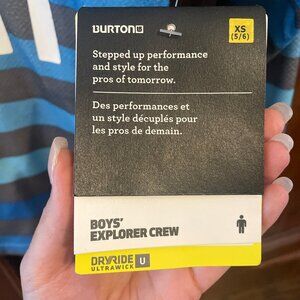 BURTON
XS
(5/6)
Stepped up performance
and style for the
pros of tomorrow.
Des performances et
un style décuplés pour
les pros de demain.
BOYS'
EXPLORER CREW
DRYRIDE U
ULTRAWICK